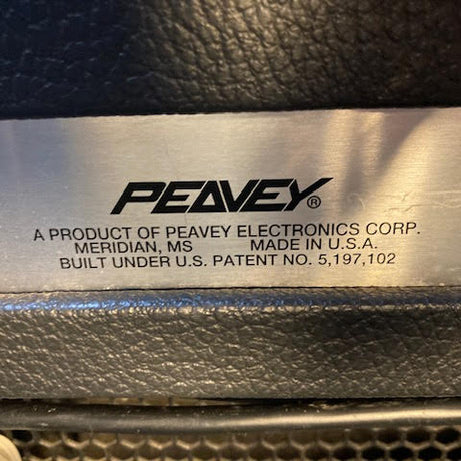 PEAVEY®
A PRODUCT OF PEAVEY ELECTRONICS CORP.
MERIDIAN, MS MADE IN U.S.A.
BUILT UNDER U.S. PATENT NO. 5,197,102